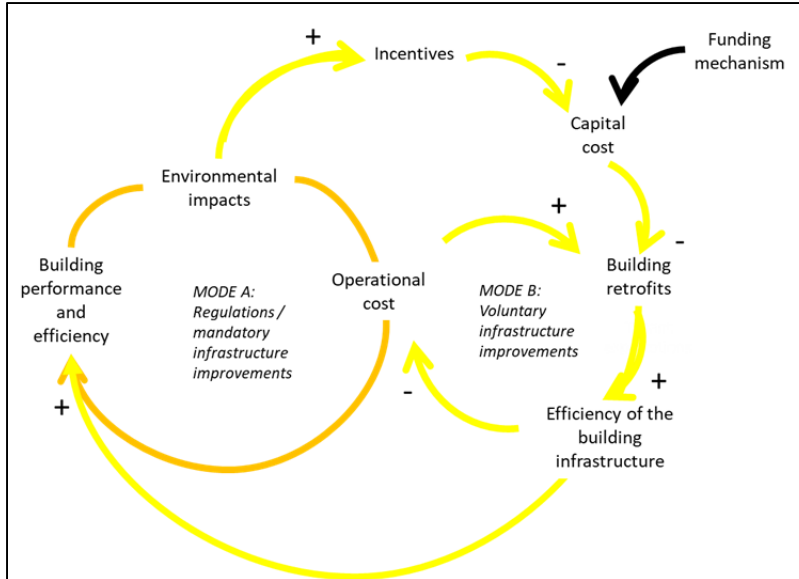 +
Incentives
-
Funding
mechanism
Capital
cost
Environmental
impacts
+
-
Building
performance
and
efficiency
MODE A:
Regulations /
mandatory
infrastructure
improvements
Operational
cost
MODE B:
Voluntary
infrastructure
improvements
Building
retrofits
+
-
+
Efficiency of the
building
infrastructure